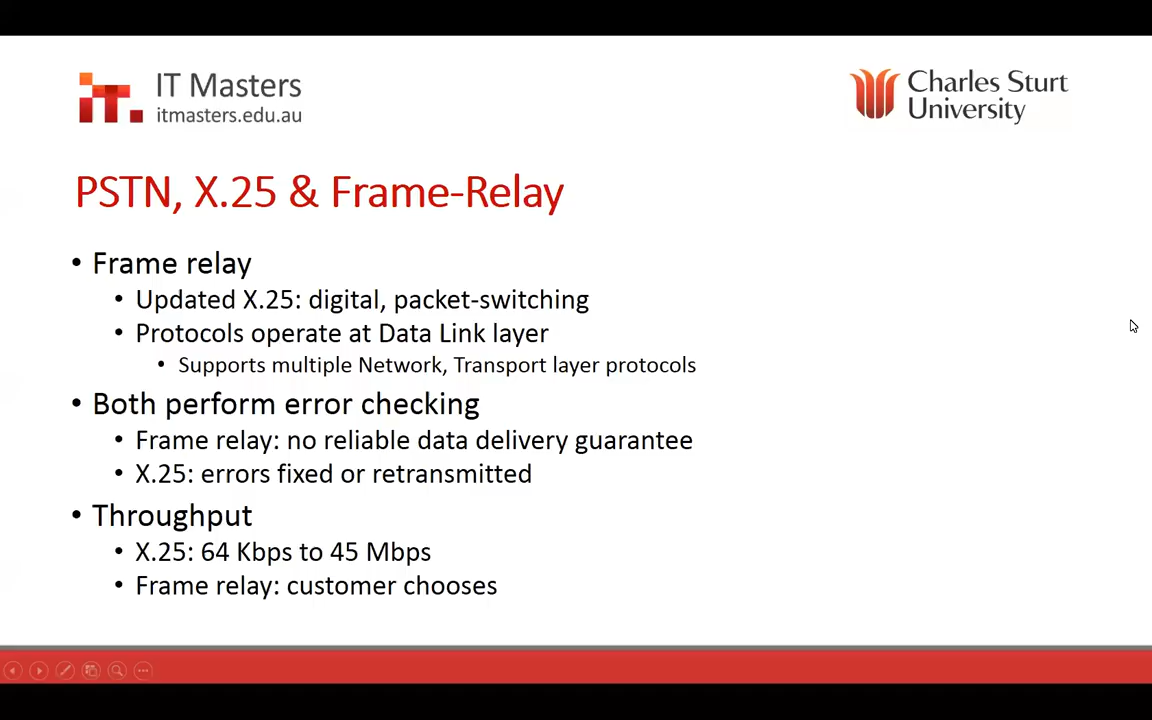 IT Masters
itmasters.edu.au
Charles Sturt
University
PSTN, X.25 & Frame-Relay
• Frame relay
• Updated X.25: digital, packet-switching
• Protocols operate at Data Link layer
• Supports multiple Network, Transport layer protocols
• Both perform error checking
• Frame relay: no reliable data delivery guarantee
• X.25: errors fixed or retransmitted
• Throughput
• X.25: 64 Kbps to 45 Mbps
• Frame relay: customer chooses